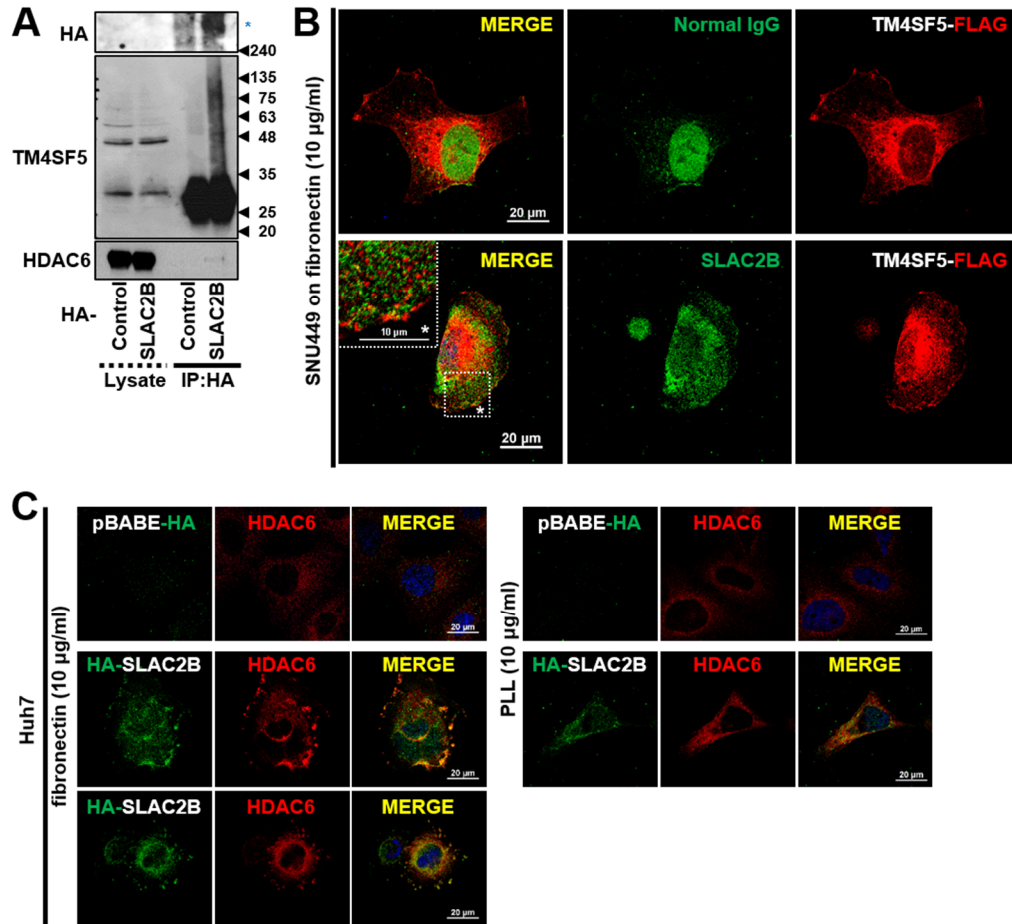 A
HA
*
240
TM4SF5
135
75
63
48
35
25
20
HDAC6
HA-
Control
SLAC2B
Control
SLAC2B
Lysate
IP:HA
B
SNU449 on fibronectin (10 µg/ml)
MERGE
Normal IgG
TM4SF5-FLAG
20 µm
MERGE
SLAC2B
TM4SF5-FLAG
10 µm
*
*
20 µm
C
Huh7
fibronectin (10 µg/ml)
pBABE-HA
HDAC6
MERGE
20 µm
HA-SLAC2B
HDAC6
MERGE
20 µm
HA-SLAC2B
HDAC6
MERGE
20 µm
PLL (10 µg/ml)
pBABE-HA
HDAC6
MERGE
20 µm
HA-SLAC2B
HDAC6
MERGE
20 µm